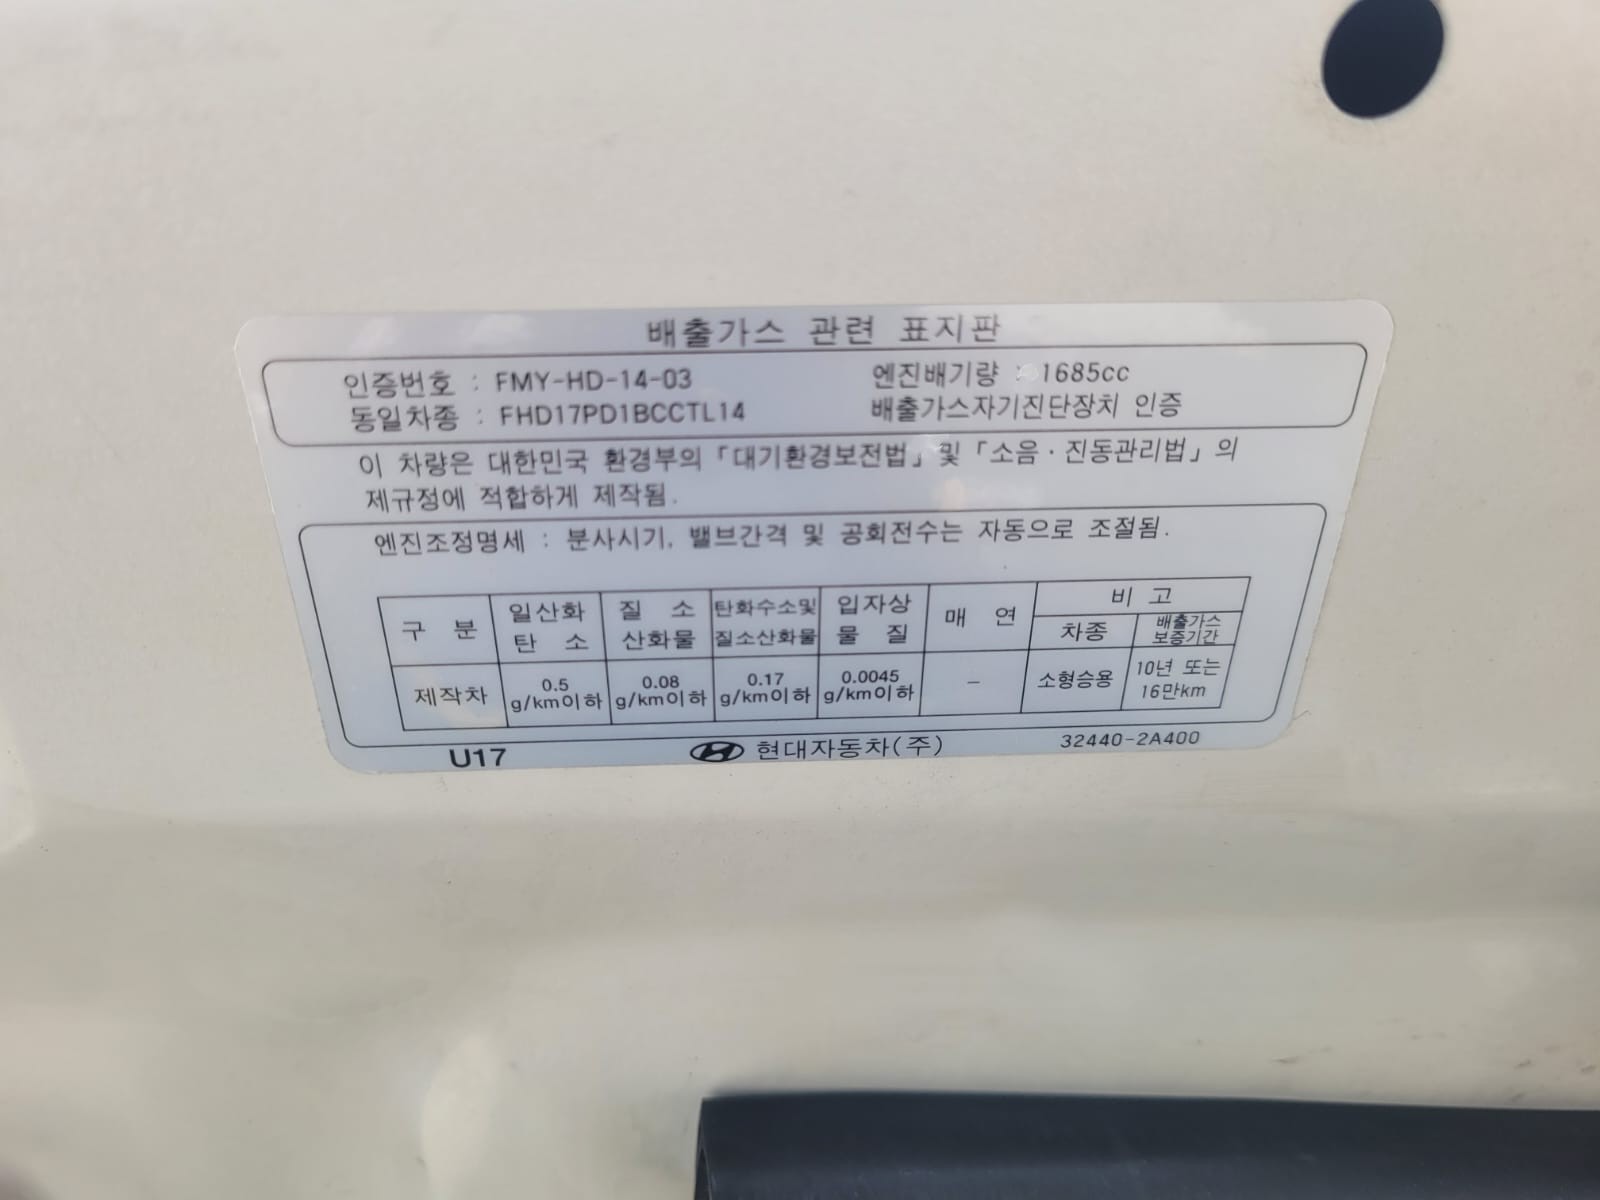 배출가스 관련 표지판
인증번호 : FMY-HD-14-03 엔진배기량 : 1685cc
동일차종 : FHD17PD1BCCTL14 배출가스자기진단장치 인증
이 차량은 대한민국 환경부의 「대기환경보전법」 및 「소음·진동관리법」의
제규정에 적합하게 제작됨.
엔진조정명세 : 분사시기, 밸브간격 및 공회전수는 자동으로 조절됨.
구 분 일산화 탄 소 질 소 산화물 탄화수소및 질소산화물 입자상 물 질 매 연 비 고
차종 배출가스 보증기간
제작차 0.5 g/km이하 0.08 g/km이하 0.17 g/km이하 0.0045 g/km이하 - 소형승용 10년 또는 16만km
U17 현대자동차(주) 32440-2A400